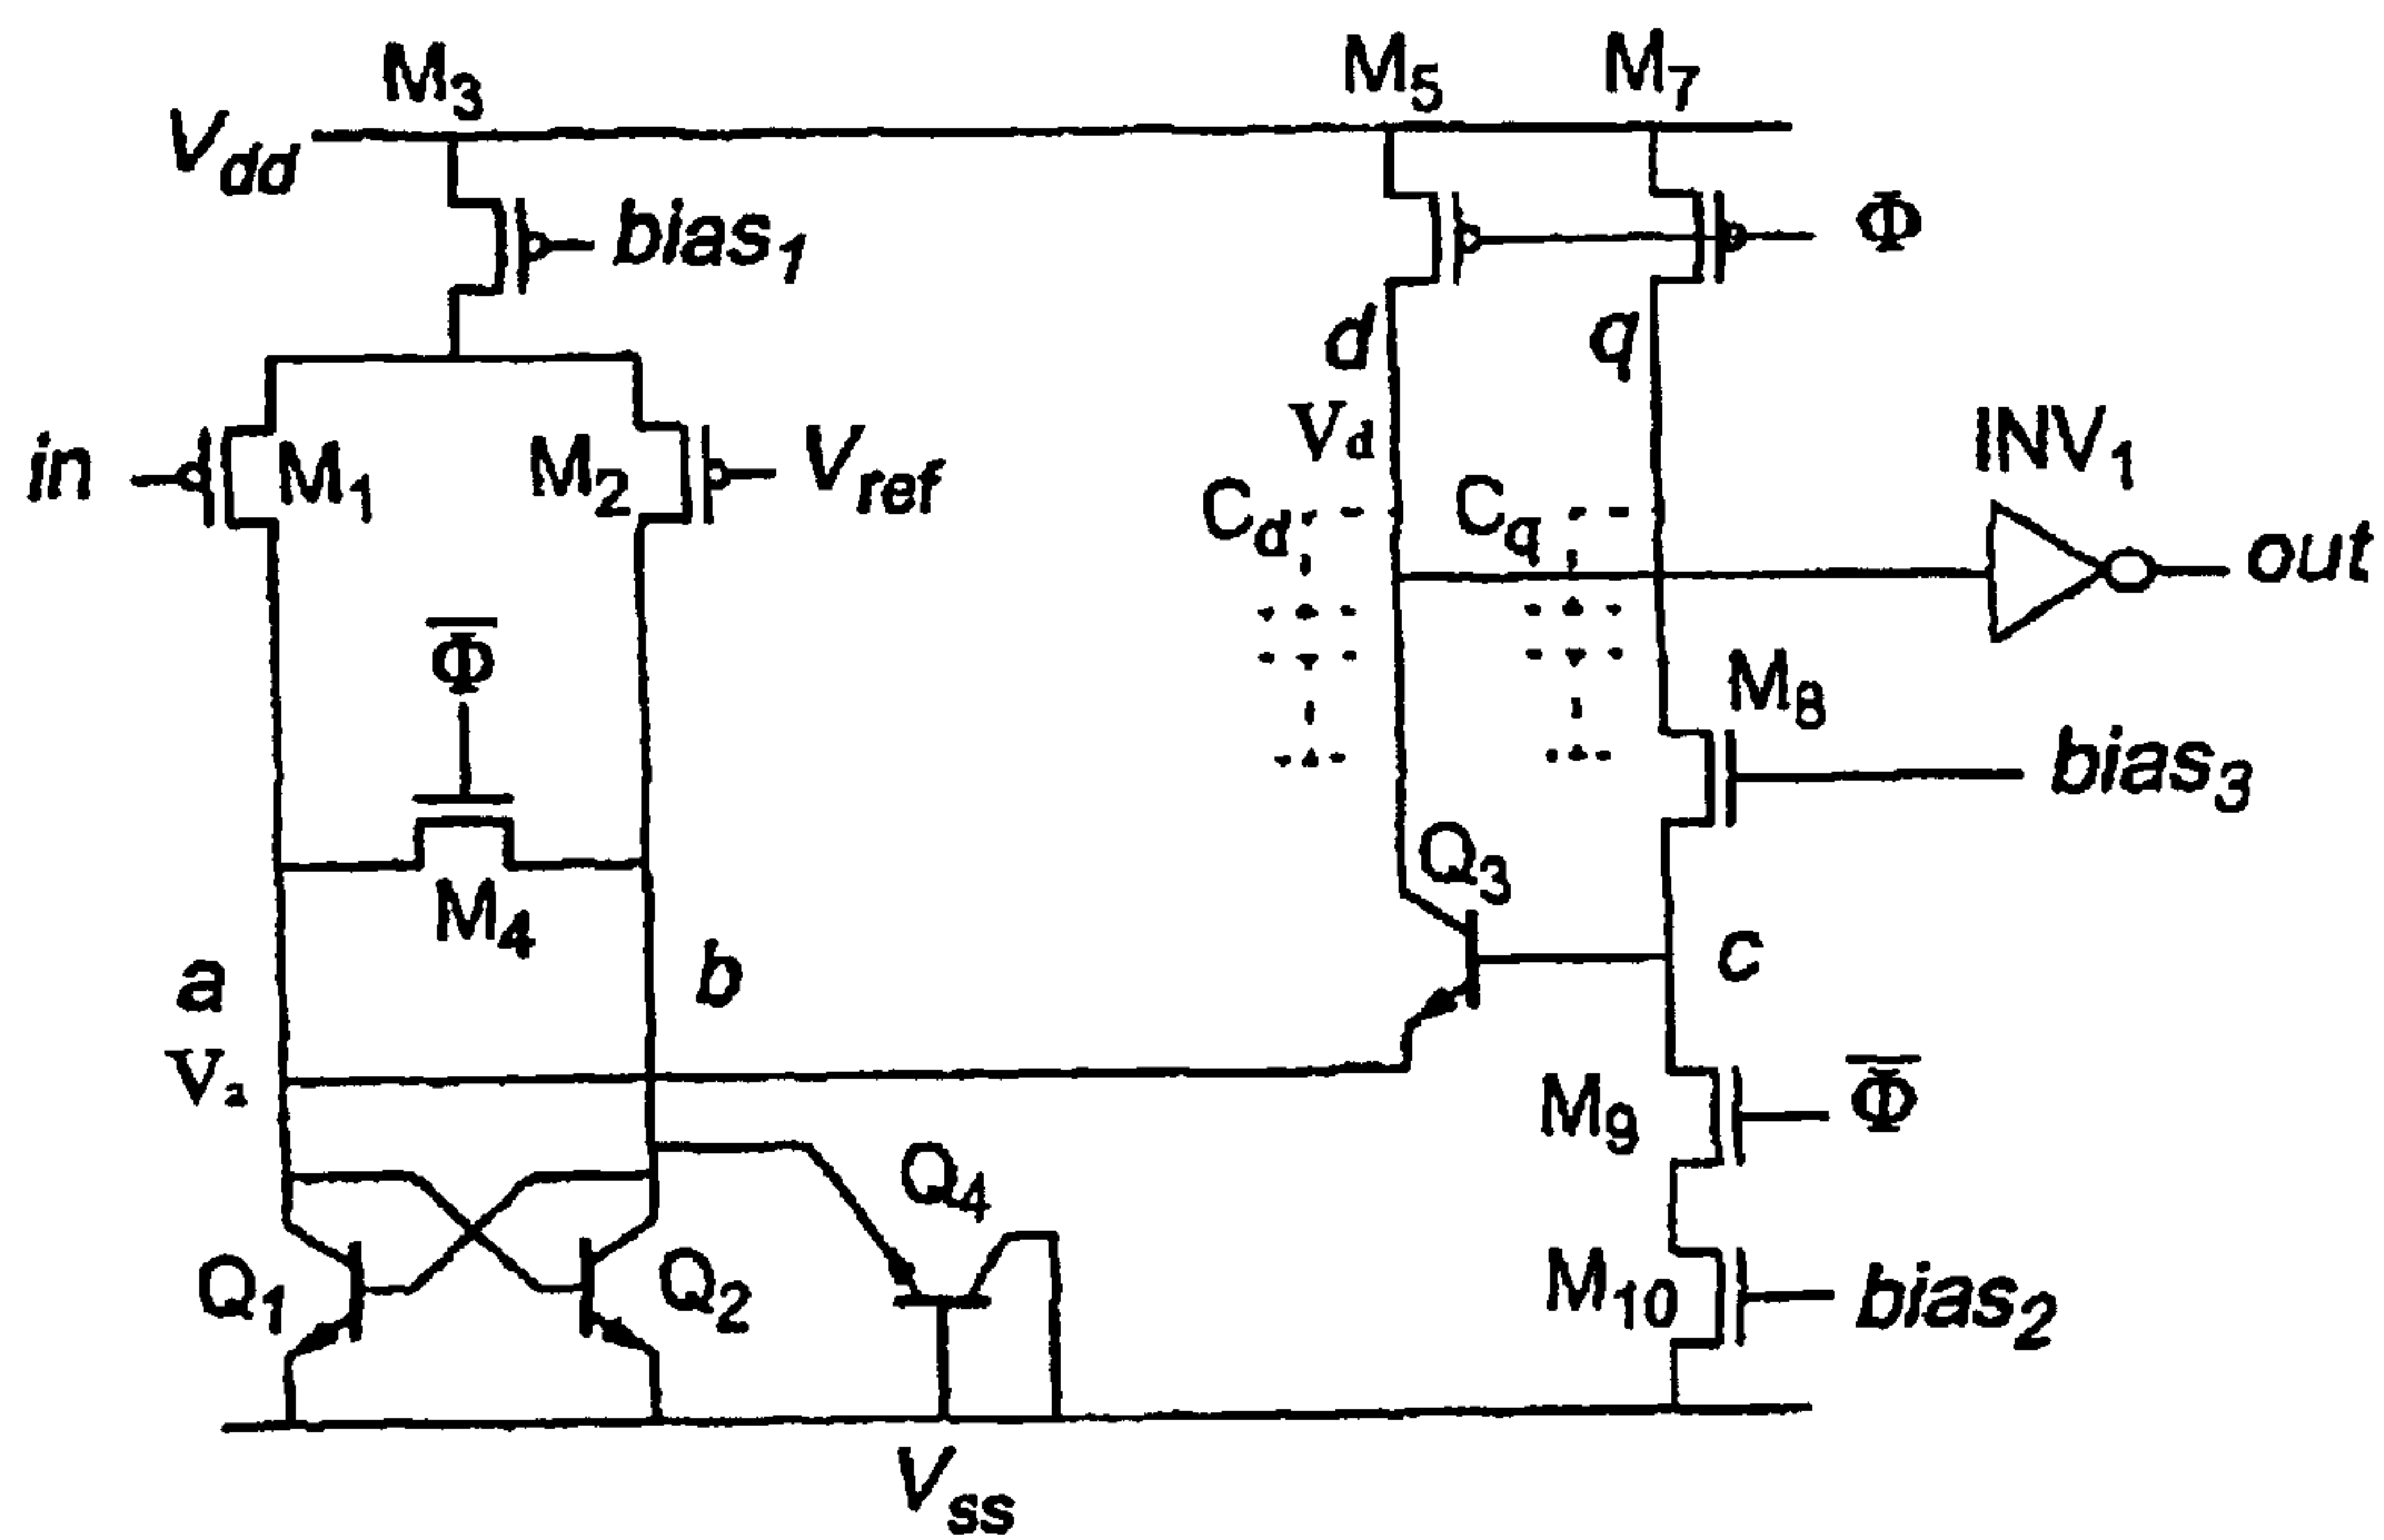 M3
M5
M7
Vdd
bias1
Φ
d
q
in
M1
M2
Vref
Vd
Cd
Cq
INV1
out
Φ̅
M8
bias3
M4
Q3
a
b
c
Va
M9
Φ̅
Q4
Q1
Q2
M10
bias2
Vss